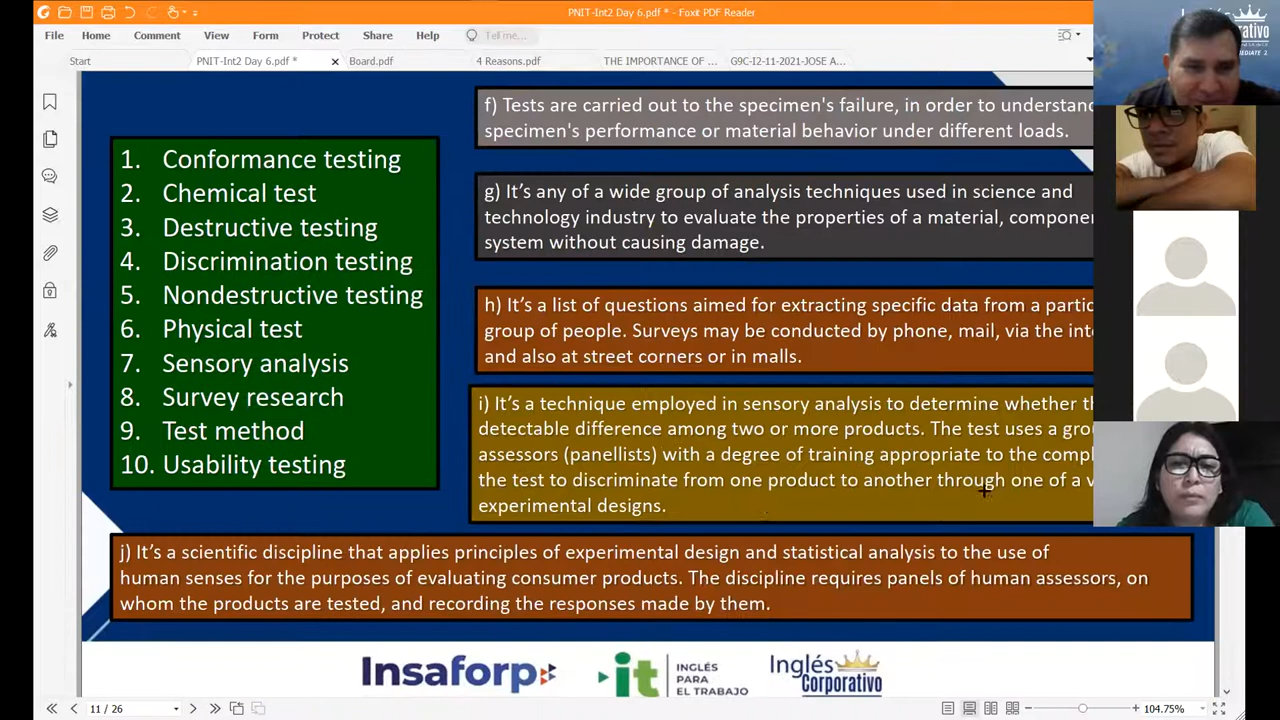 PNIT-Int2 Day 6.pdf * - Foxit PDF Reader
File Home Comment View Form Protect Share Help Tell me...
Start PNIT-Int2 Day 6.pdf * Board.pdf 4 Reasons.pdf THE IMPORTANCE OF ... G9C-I2-11-2021-JOSE A...
Inglés
Corporativo
f) Tests are carried out to the specimen's failure, in order to understand
specimen's performance or material behavior under different loads.
1. Conformance testing
2. Chemical test
3. Destructive testing
4. Discrimination testing
5. Nondestructive testing
6. Physical test
7. Sensory analysis
8. Survey research
9. Test method
10. Usability testing
g) It's any of a wide group of analysis techniques used in science and
technology industry to evaluate the properties of a material,
system without causing damage.
h) It's a list of questions aimed for extracting specific data from a
group of people. Surveys may be conducted by phone, mail, via the
and also at street corners or in malls.
i) It's a technique employed in sensory analysis to determine whether
detectable difference among two or more products. The test uses a
assessors (panellists) with a degree of training appropriate to the
the test to discriminate from one product to another through one of a
experimental designs.
j) It's a scientific discipline that applies principles of experimental design and statistical analysis to the use of
human senses for the purposes of evaluating consumer products. The discipline requires panels of human assessors, on
whom the products are tested, and recording the responses made by them.
Insaforp
it INGLÉS
PARA
EL TRABAJO
Inglés
Corporativo
11 / 26
104.75%